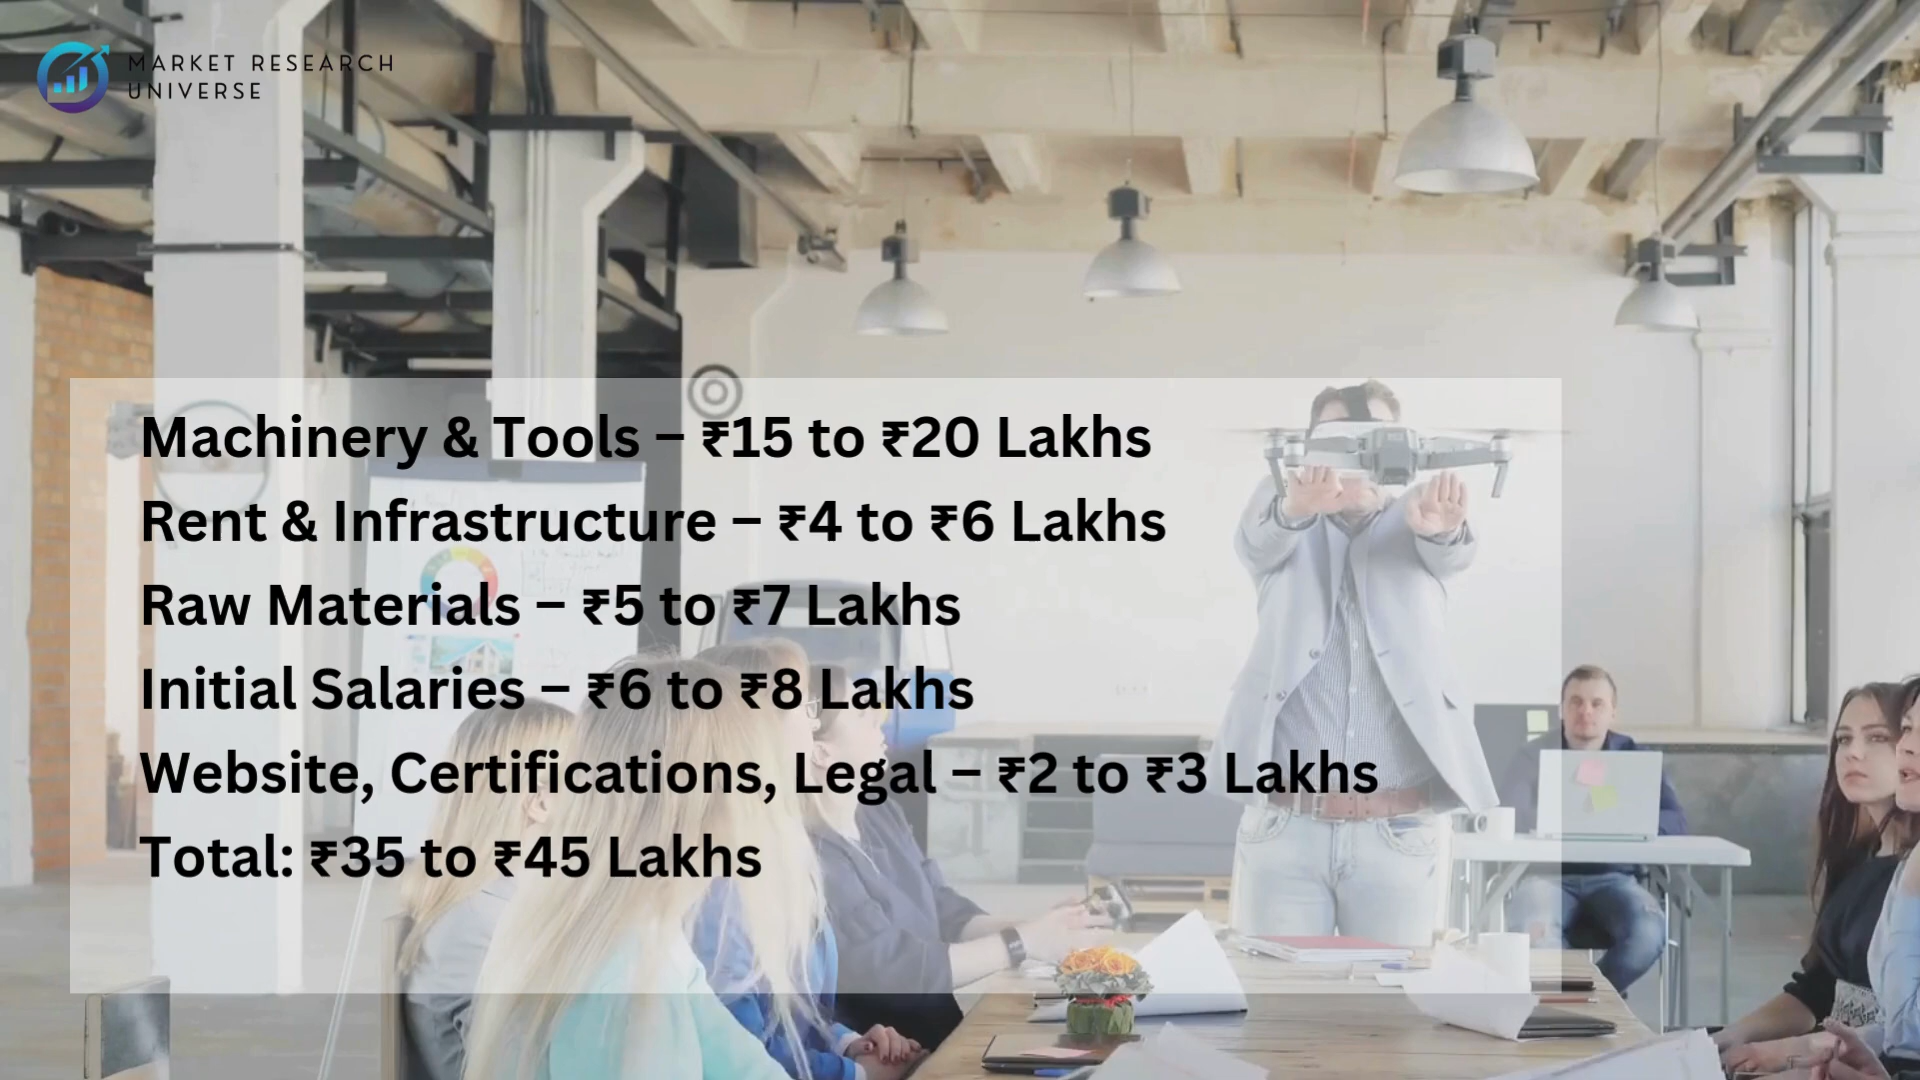 MARKET RESEARCH
UNIVERSE
Machinery & Tools – ₹15 to ₹20 Lakhs
Rent & Infrastructure – ₹4 to ₹6 Lakhs
Raw Materials – ₹5 to ₹7 Lakhs
Initial Salaries – ₹6 to ₹8 Lakhs
Website, Certifications, Legal – ₹2 to ₹3 Lakhs
Total: ₹35 to ₹45 Lakhs